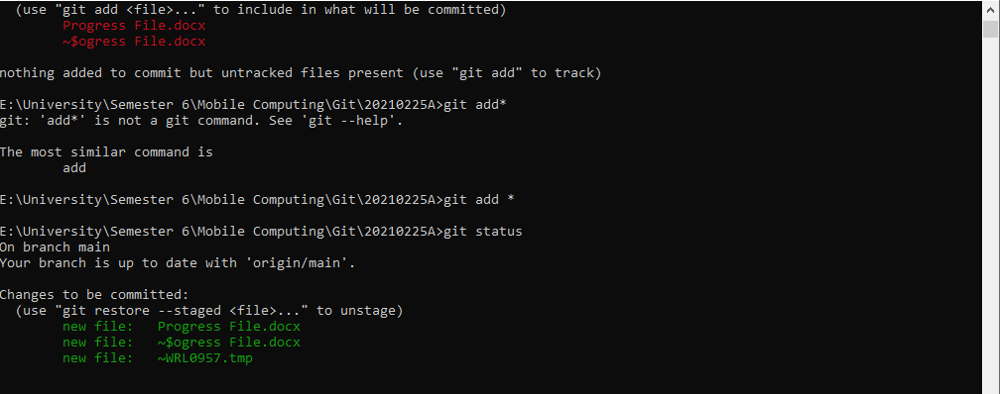 (use "git add <file>..." to include in what will be committed)
Progress File.docx
~$ogress File.docx
nothing added to commit but untracked files present (use "git add" to track)
E:\University\Semester 6\Mobile Computing\Git\20210225A>git add*
git: 'add*' is not a git command. See 'git --help'.
The most similar command is
add
E:\University\Semester 6\Mobile Computing\Git\20210225A>git add *
E:\University\Semester 6\Mobile Computing\Git\20210225A>git status
On branch main
Your branch is up to date with 'origin/main'.
Changes to be committed:
(use "git restore --staged <file>..." to unstage)
new file:   Progress File.docx
new file:   ~$ogress File.docx
new file:   ~WRL0957.tmp